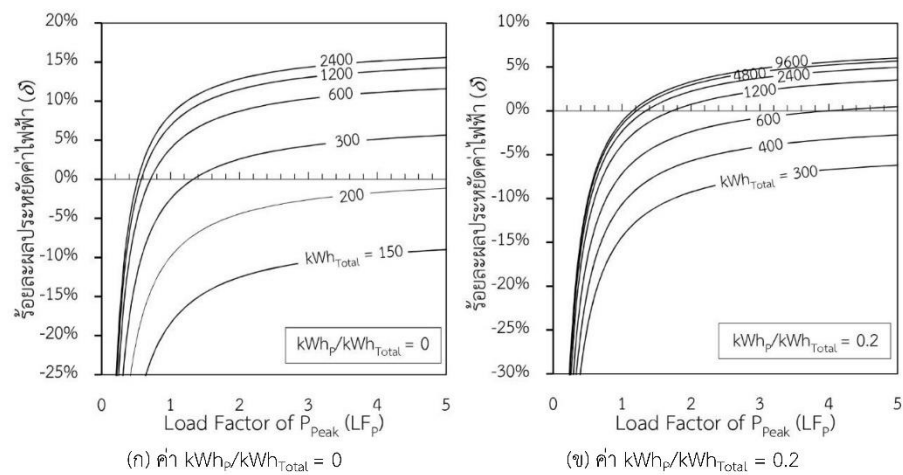 20%
15%
10%
5%
0%
-5%
-10%
-15%
-20%
-25%
ร้อยละผลประหยัดค่าไฟฟ้า (δ)
2400
1200
600
300
200
kWh_Total = 150
kWh_P/kWh_Total = 0
0 1 2 3 4 5
Load Factor of P_Peak (LF_P)
(ก) ค่า kWh_P/kWh_Total = 0
10%
5%
0%
-5%
-10%
-15%
-20%
-25%
-30%
ร้อยละผลประหยัดค่าไฟฟ้า (δ)
9600
4800
2400
1200
600
400
kWh_Total = 300
kWh_P/kWh_Total = 0.2
0 1 2 3 4 5
Load Factor of P_Peak (LF_P)
(ข) ค่า kWh_P/kWh_Total = 0.2